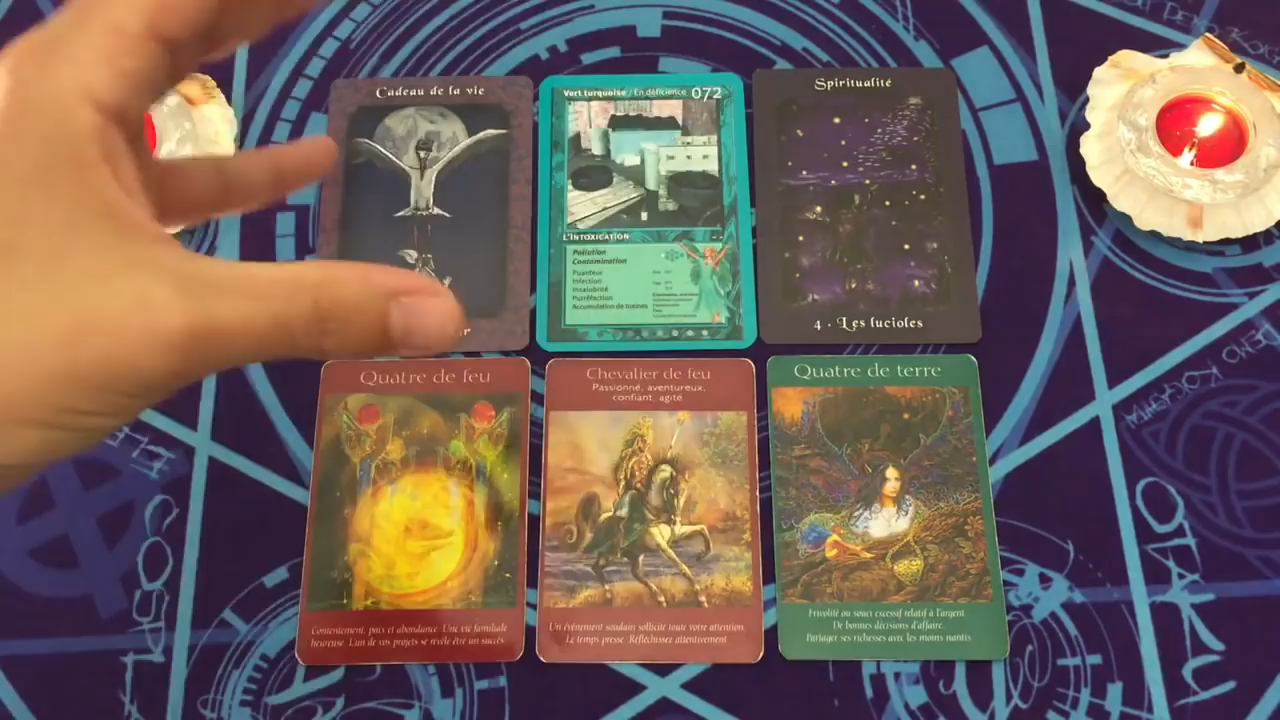 Cadeau de la vie
Vert turquoise / En déficience 072
L'INTOXICATION
Pollution
Contamination
Puanteur
Infection
Insalubrité
Putréfaction
Accumulation de toxines
Spiritualité
4 . Les lucioles
Quatre de feu
Contentement, paix et abondance. Une vie familiale
heureuse. L'un de vos projets se révèle être un succès.
Chevalier de feu
Passionné, aventureux,
confiant, agité
Un événement soudain sollicite toute votre attention.
Le temps presse. Réfléchissez attentivement.
Quatre de terre
Frivolité ou souci excessif relatif à l'argent.
De bonnes décisions d'affaire.
Partager ses richesses avec les moins nantis.
OTAKU